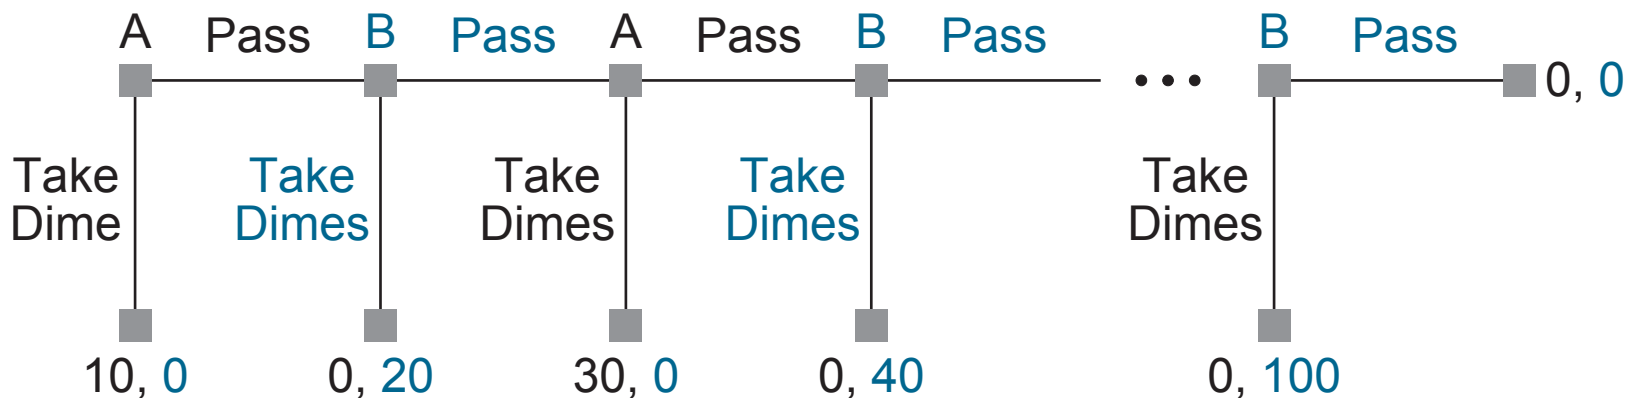 A Pass B Pass A Pass B Pass B Pass
••• 0, 0
Take Take Take Take Take
Dime Dimes Dimes Dimes Dimes
10, 0 0, 20 30, 0 0, 40 0, 100